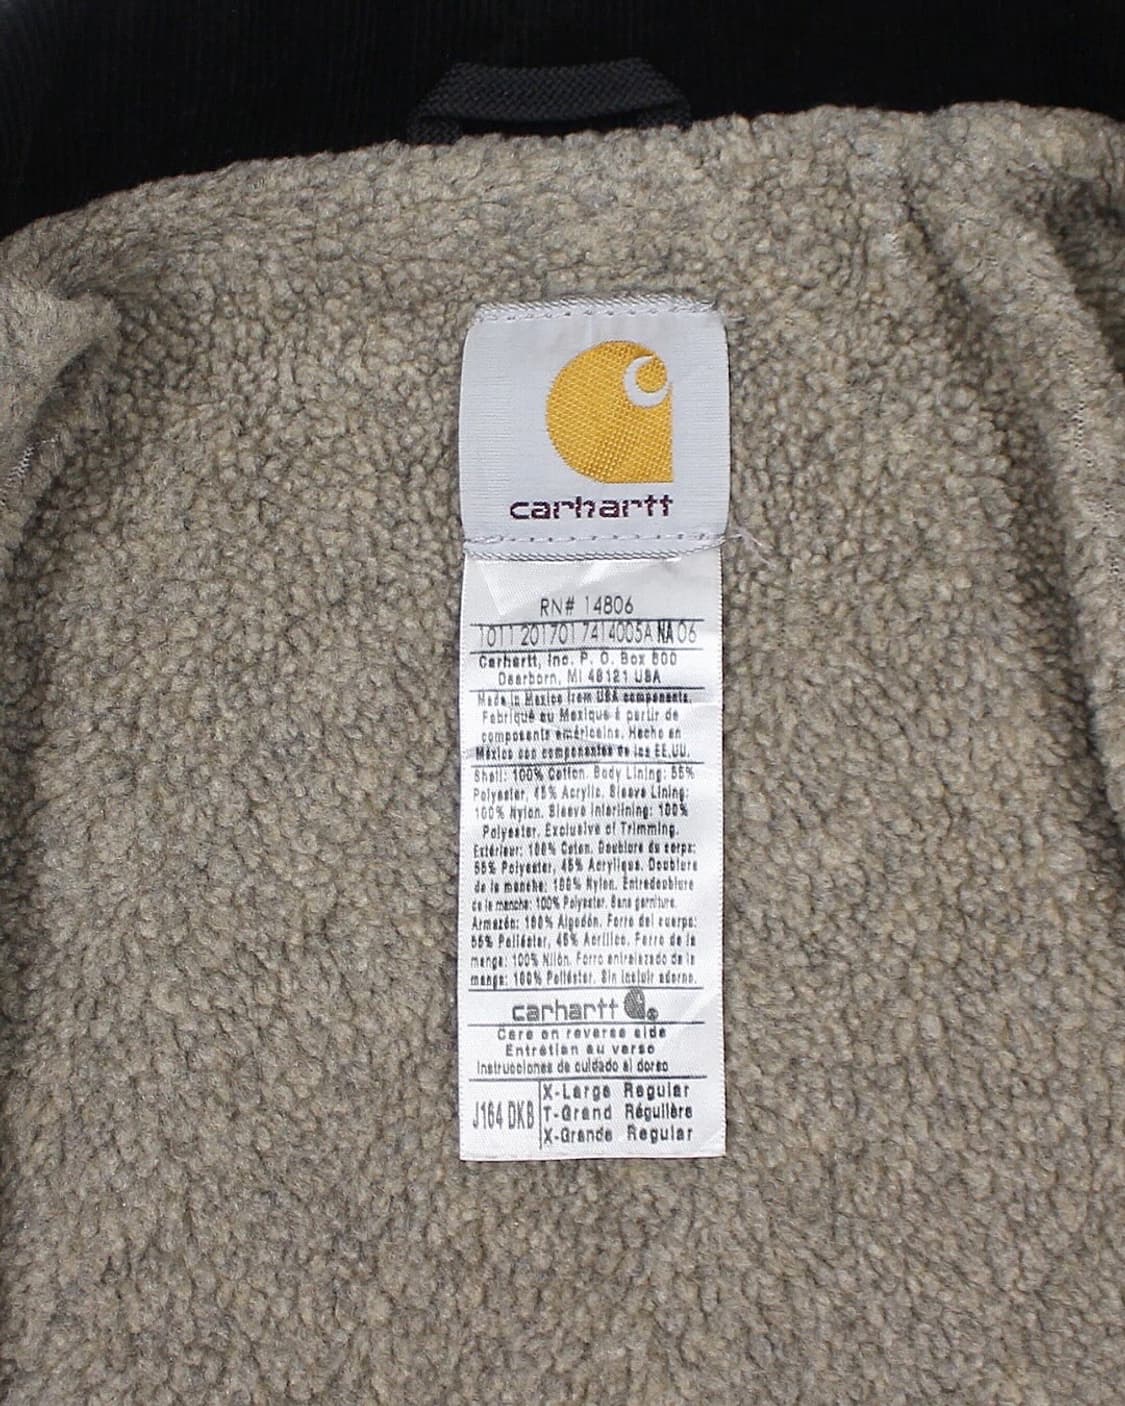 carhartt
RN# 14806
1011 201701 7414005A NA 06
Carhartt, Inc. P. O. Box 600
Dearborn, MI 48121 USA
Made in Mexico from USA components.
Fabriqué au Mexique à partir de
composants américains. Hecho en
México con componentes de los EE.UU.
Shell: 100% Cotton. Body Lining: 55%
Polyester, 45% Acrylic. Sleeve Lining:
100% Nylon. Sleeve Interlining: 100%
Polyester. Exclusive of Trimming.
Extérieur: 100% Coton. Doublure du corps:
55% Polyester, 45% Acrylique. Doublure
de la manche: 100% Nylon. Entredoublure
de la manche: 100% Polyester. Sans garniture.
Armazón: 100% Algodón. Forro del cuerpo:
55% Poliéster, 45% Acrílico. Forro de la
manga: 100% Nilón. Forro entrelazado de la
manga: 100% Poliéster. Sin incluir adorno.
carhartt ®
Care on reverse side
Entretien au verso
Instrucciones de cuidado al dorso
J164 DKB
X-Large Regular
T-Grand Régulière
X-Grande Regular